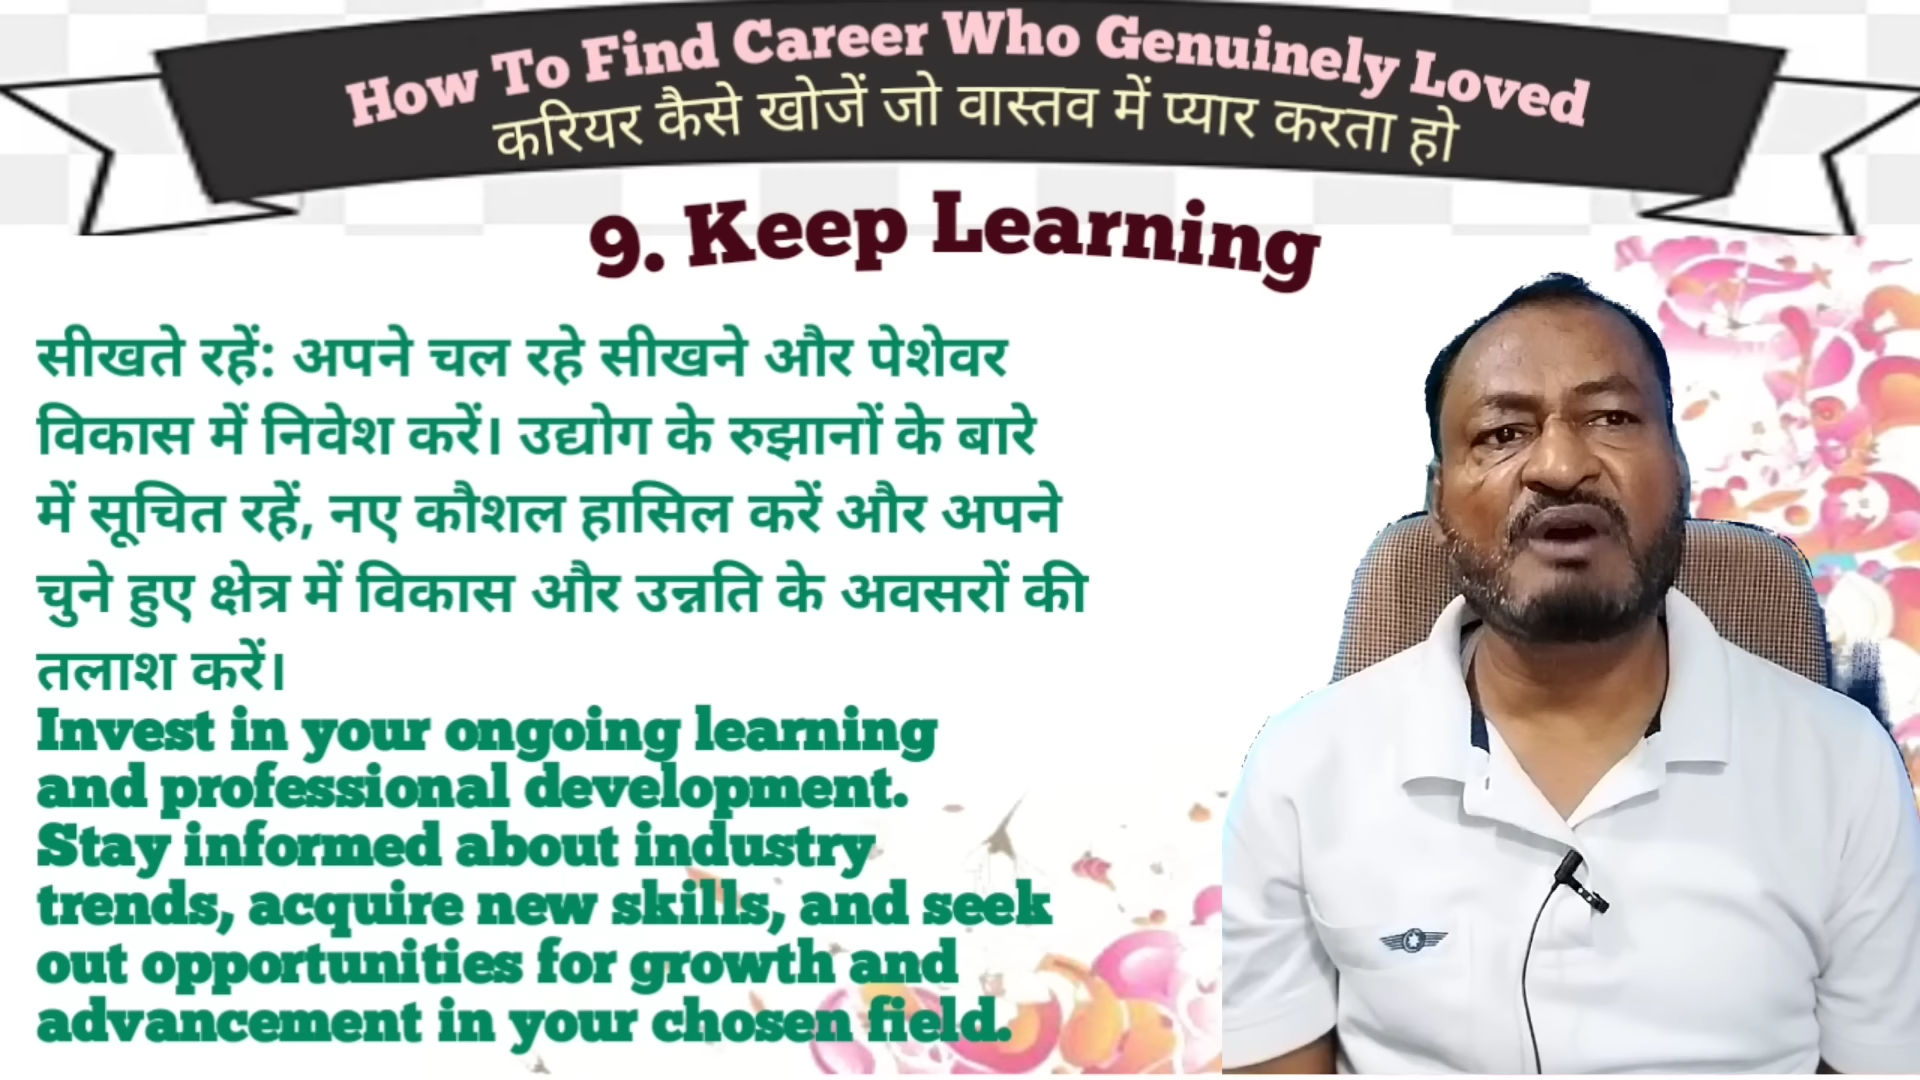 How To Find Career Who Genuinely Loved
करियर कैसे खोजें जो वास्तव में प्यार करता हो
9. Keep Learning
सीखते रहें: अपने चल रहे सीखने और पेशेवर
विकास में निवेश करें। उद्योग के रुझानों के बारे
में सूचित रहें, नए कौशल हासिल करें और अपने
चुने हुए क्षेत्र में विकास और उन्नति के अवसरों की
तलाश करें।
Invest in your ongoing learning
and professional development.
Stay informed about industry
trends, acquire new skills, and seek
out opportunities for growth and
advancement in your chosen field.